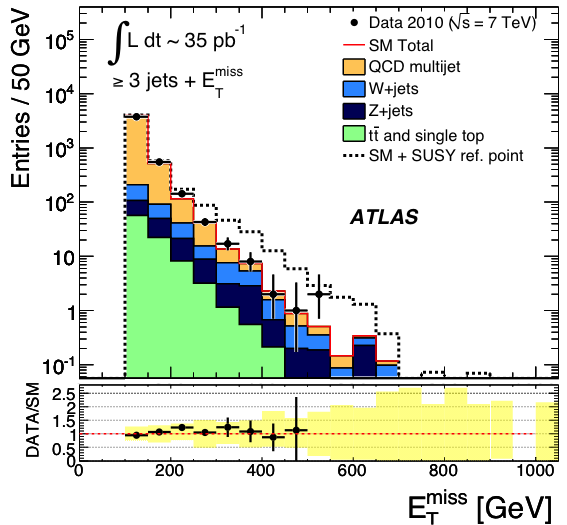 Entries / 50 GeV
10⁵
10⁴
10³
10²
10
1
10⁻¹
∫ L dt ~ 35 pb⁻¹
≥ 3 jets + E_T^miss
Data 2010 (√s = 7 TeV)
SM Total
QCD multijet
W+jets
Z+jets
tt̄ and single top
SM + SUSY ref. point
ATLAS
DATA/SM
2.5
2
1.5
1
0.5
0
0 200 400 600 800 1000
E_T^miss [GeV]